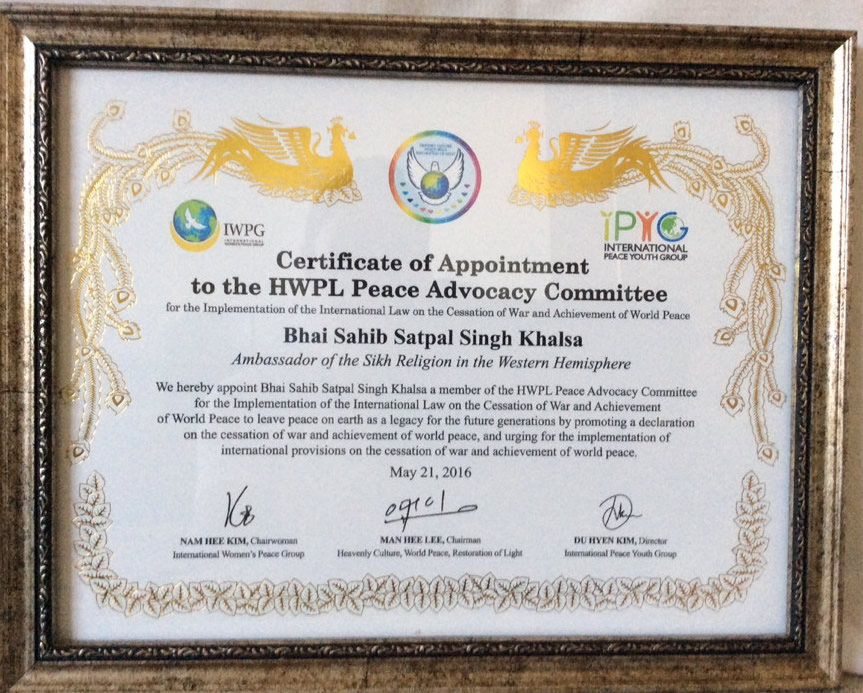 IWPG
INTERNATIONAL
WOMEN'S PEACE GROUP
iPYG
INTERNATIONAL
PEACE YOUTH GROUP
Certificate of Appointment
to the HWPL Peace Advocacy Committee
for the Implementation of the International Law on the Cessation of War and Achievement of World Peace
Bhai Sahib Satpal Singh Khalsa
Ambassador of the Sikh Religion in the Western Hemisphere
We hereby appoint Bhai Sahib Satpal Singh Khalsa a member of the HWPL Peace Advocacy Committee
for the Implementation of the International Law on the Cessation of War and Achievement
of World Peace to leave peace on earth as a legacy for the future generations by promoting a declaration
on the cessation of war and achievement of world peace, and urging for the implementation of
international provisions on the cessation of war and achievement of world peace.
May 21, 2016
NAM HEE KIM, Chairwoman
International Women's Peace Group
MAN HEE LEE, Chairman
Heavenly Culture, World Peace, Restoration of Light
DU HYEN KIM, Director
International Peace Youth Group